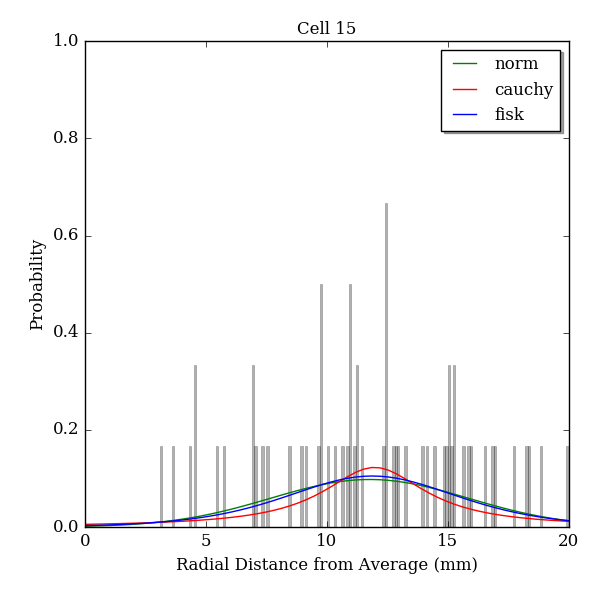 Cell 15
norm
cauchy
fisk
Probability
1.0
0.8
0.6
0.4
0.2
0.0
0 5 10 15 20
Radial Distance from Average (mm)